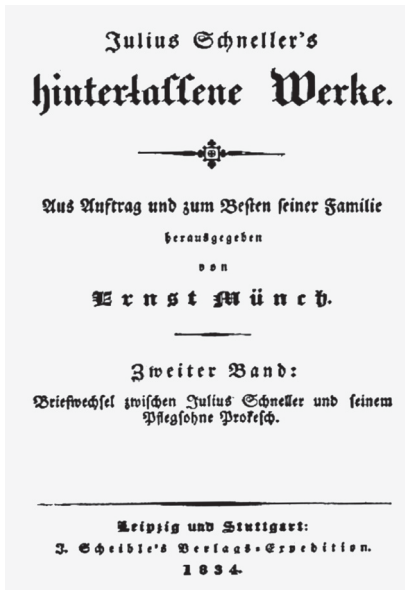 Julius Schneller's
hinterlassene Werke.
Aus Auftrag und zum Besten seiner Familie
herausgegeben
von
Ernst Münch.
Zweiter Band:
Briefwechsel zwischen Julius Schneller und seinem
Pflegsohne Prokesch.
Leipzig und Stuttgart:
J. Scheible's Verlags-Expedition.
1834.